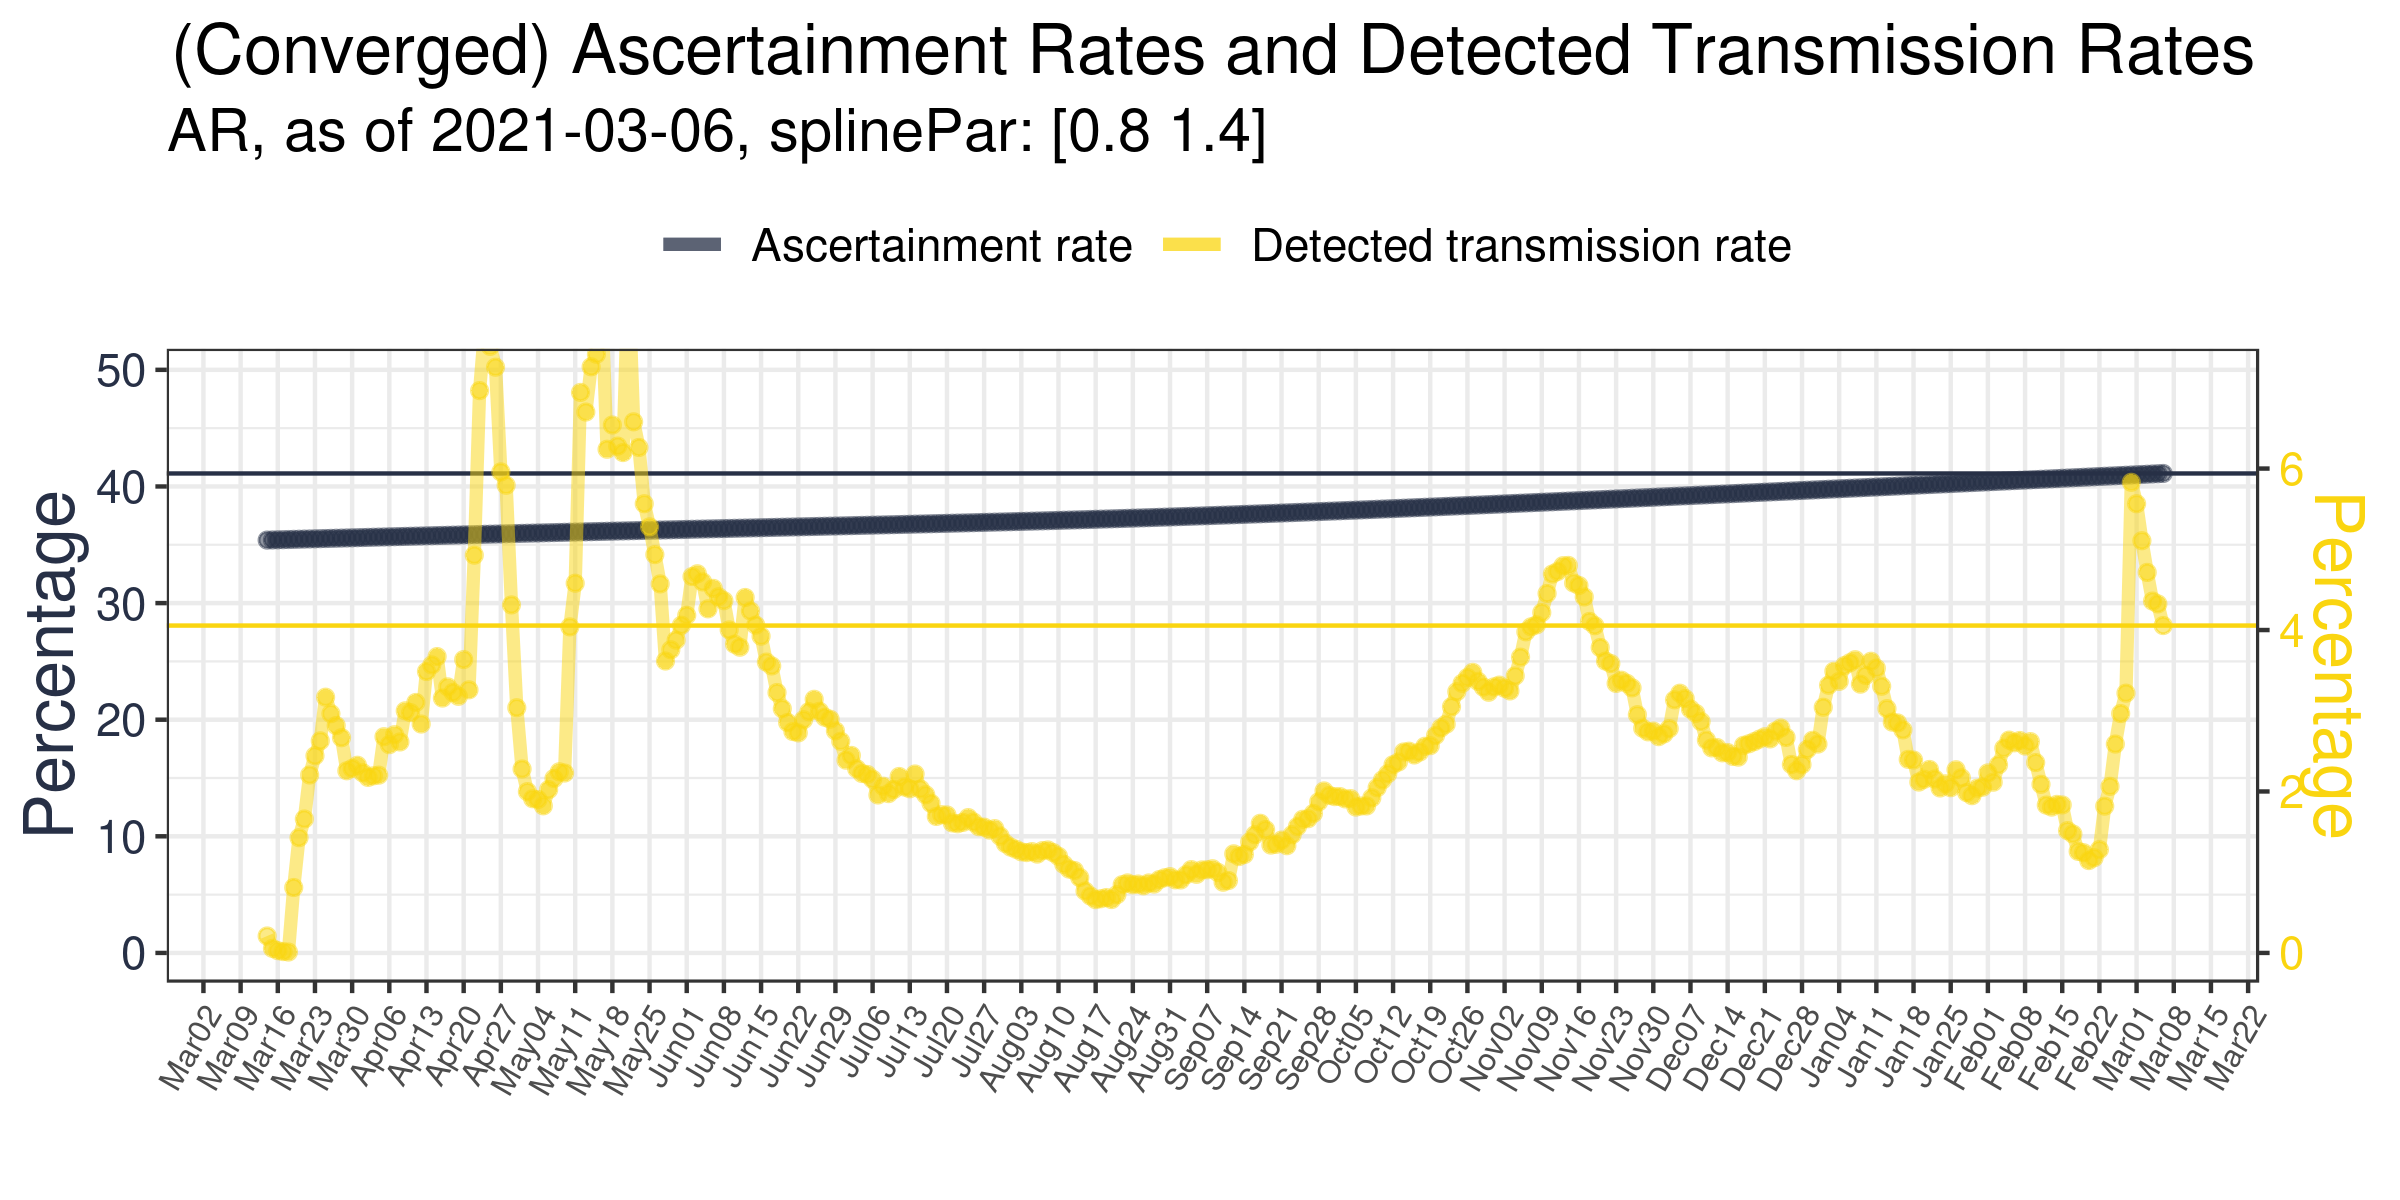 (Converged) Ascertainment Rates and Detected Transmission Rates
AR, as of 2021-03-06, splinePar: [0.8 1.4]
Ascertainment rate
Detected transmission rate
Percentage
50
40
30
20
10
0
6
4
2
0
Percentage
Mar02
Mar09
Mar16
Mar23
Mar30
Apr06
Apr13
Apr20
Apr27
May04
May11
May18
May25
Jun01
Jun08
Jun15
Jun22
Jun29
Jul06
Jul13
Jul20
Jul27
Aug03
Aug10
Aug17
Aug24
Aug31
Sep07
Sep14
Sep21
Sep28
Oct05
Oct12
Oct19
Oct26
Nov02
Nov09
Nov16
Nov23
Nov30
Dec07
Dec14
Dec21
Dec28
Jan04
Jan11
Jan18
Jan25
Feb01
Feb08
Feb15
Feb22
Mar01
Mar08
Mar15
Mar22